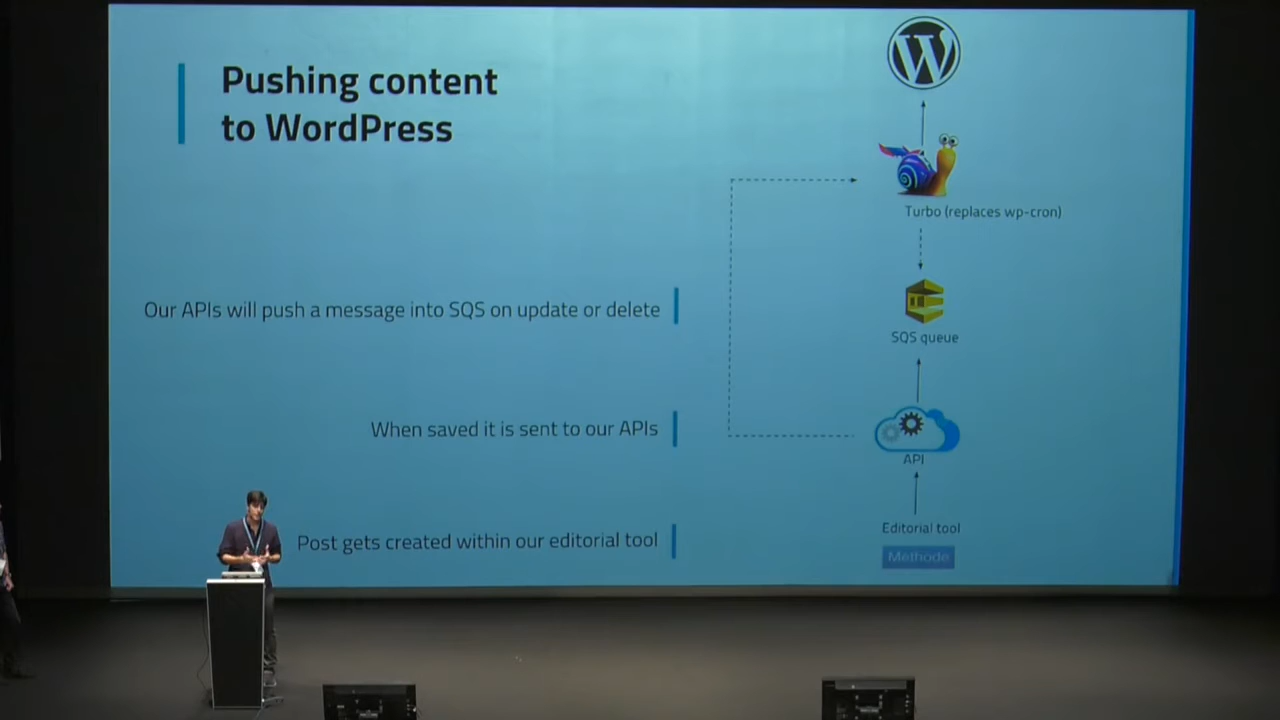 Pushing content
to WordPress
Turbo (replaces wp-cron)
Our APIs will push a message into SQS on update or delete
SQS queue
When saved it is sent to our APIs
API
Editorial tool
Post gets created within our editorial tool
Methode